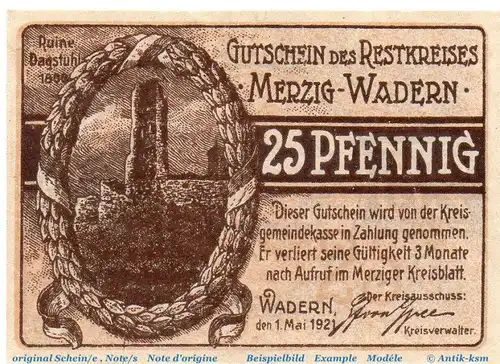 Ruine
Dagstuhl
GUTSCHEIN DES RESTKREISES
· MERZIG-WADERN ·
25 PFENNIG
Dieser Gutschein wird von der Kreis-
gemeindekasse in Zahlung genommen.
Er verliert seine Gültigkeit 3 Monate
nach Aufruf im Merziger Kreisblatt.
WADERN,
den 1. Mai 1921
Der Kreisausschuss:
Kreisverwalter.
original Schein/e , Note/s Note d'origine Beispielbild Example Modéle © Antik-ksm